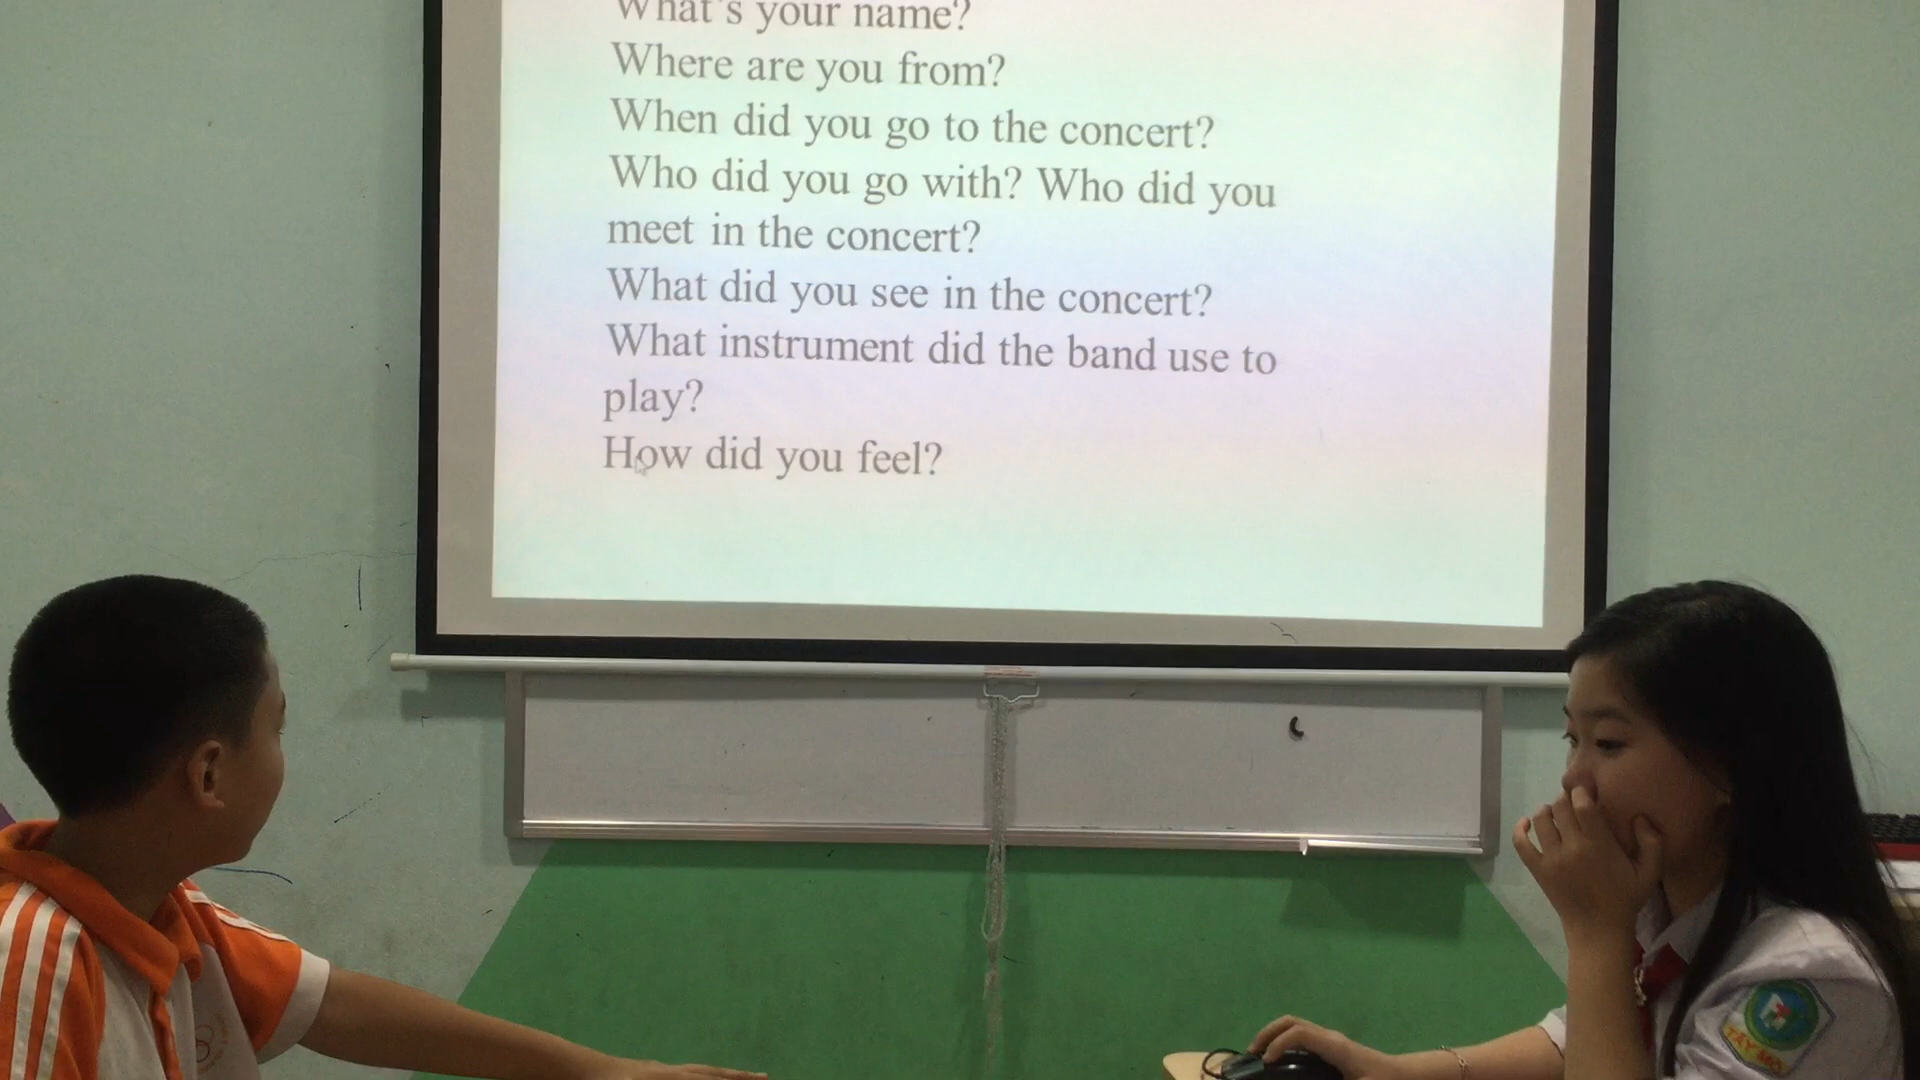 What's your name?
Where are you from?
When did you go to the concert?
Who did you go with? Who did you
meet in the concert?
What did you see in the concert?
What instrument did the band use to
play?
How did you feel?
TÂY MỖ